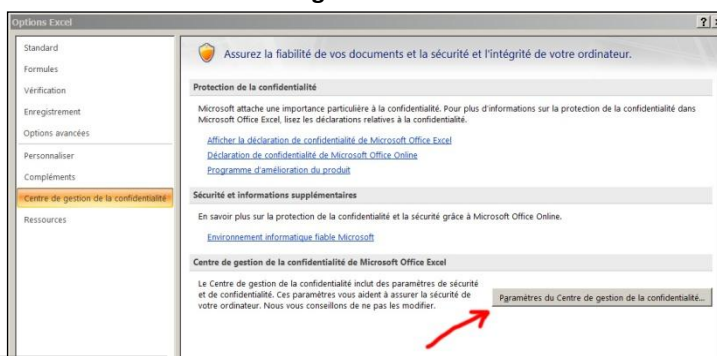 Options Excel
?
Standard
Formules
Vérification
Enregistrement
Options avancées
Personnaliser
Compléments
Centre de gestion de la confidentialité
Ressources
Assurez la fiabilité de vos documents et la sécurité et l'intégrité de votre ordinateur.
Protection de la confidentialité
Microsoft attache une importance particulière à la confidentialité. Pour plus d'informations sur la protection de la confidentialité dans
Microsoft Office Excel, lisez les déclarations relatives à la confidentialité.
Afficher la déclaration de confidentialité de Microsoft Office Excel
Déclaration de confidentialité de Microsoft Office Online
Programme d'amélioration du produit
Sécurité et informations supplémentaires
En savoir plus sur la protection de la confidentialité et la sécurité grâce à Microsoft Office Online.
Environnement informatique fiable Microsoft
Centre de gestion de la confidentialité de Microsoft Office Excel
Le Centre de gestion de la confidentialité inclut des paramètres de sécurité
et de confidentialité. Ces paramètres vous aident à assurer la sécurité de
votre ordinateur. Nous vous conseillons de ne pas les modifier.
Paramètres du Centre de gestion de la confidentialité...